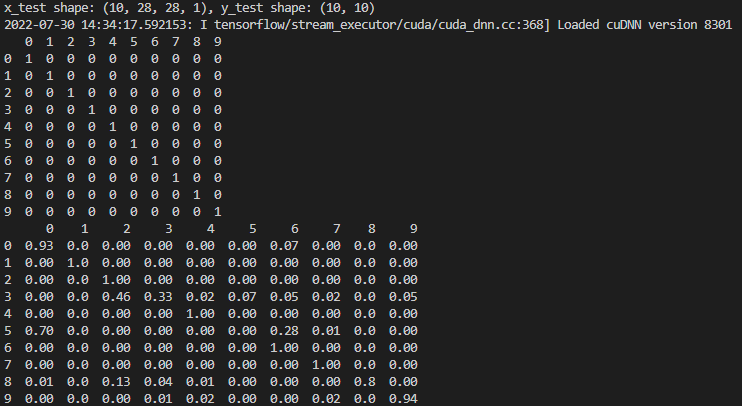 x_test shape: (10, 28, 28, 1), y_test shape: (10, 10)
2022-07-30 14:34:17.592153: I tensorflow/stream_executor/cuda/cuda_dnn.cc:368] Loaded cuDNN version 8301
   0  1  2  3  4  5  6  7  8  9
0  1  0  0  0  0  0  0  0  0  0
1  0  1  0  0  0  0  0  0  0  0
2  0  0  1  0  0  0  0  0  0  0
3  0  0  0  1  0  0  0  0  0  0
4  0  0  0  0  1  0  0  0  0  0
5  0  0  0  0  0  1  0  0  0  0
6  0  0  0  0  0  0  1  0  0  0
7  0  0  0  0  0  0  0  1  0  0
8  0  0  0  0  0  0  0  0  1  0
9  0  0  0  0  0  0  0  0  0  1
      0    1     2     3     4     5     6     7    8     9
0  0.93  0.0  0.00  0.00  0.00  0.00  0.07  0.00  0.0  0.00
1  0.00  1.0  0.00  0.00  0.00  0.00  0.00  0.00  0.0  0.00
2  0.00  0.0  1.00  0.00  0.00  0.00  0.00  0.00  0.0  0.00
3  0.00  0.0  0.46  0.33  0.02  0.07  0.05  0.02  0.0  0.05
4  0.00  0.0  0.00  0.00  1.00  0.00  0.00  0.00  0.0  0.00
5  0.70  0.0  0.00  0.00  0.00  0.00  0.28  0.01  0.0  0.00
6  0.00  0.0  0.00  0.00  0.00  0.00  1.00  0.00  0.0  0.00
7  0.00  0.0  0.00  0.00  0.00  0.00  0.00  1.00  0.0  0.00
8  0.01  0.0  0.13  0.04  0.01  0.00  0.00  0.00  0.8  0.00
9  0.00  0.0  0.00  0.01  0.02  0.00  0.00  0.02  0.0  0.94